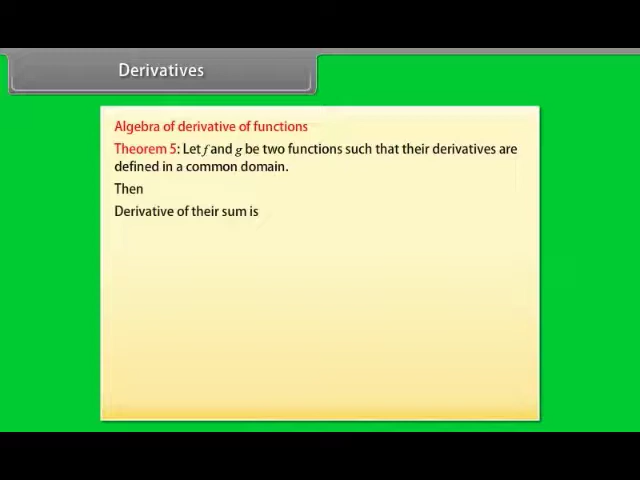 Derivatives
Algebra of derivative of functions
Theorem 5: Let f and g be two functions such that their derivatives are
defined in a common domain.
Then
Derivative of their sum is